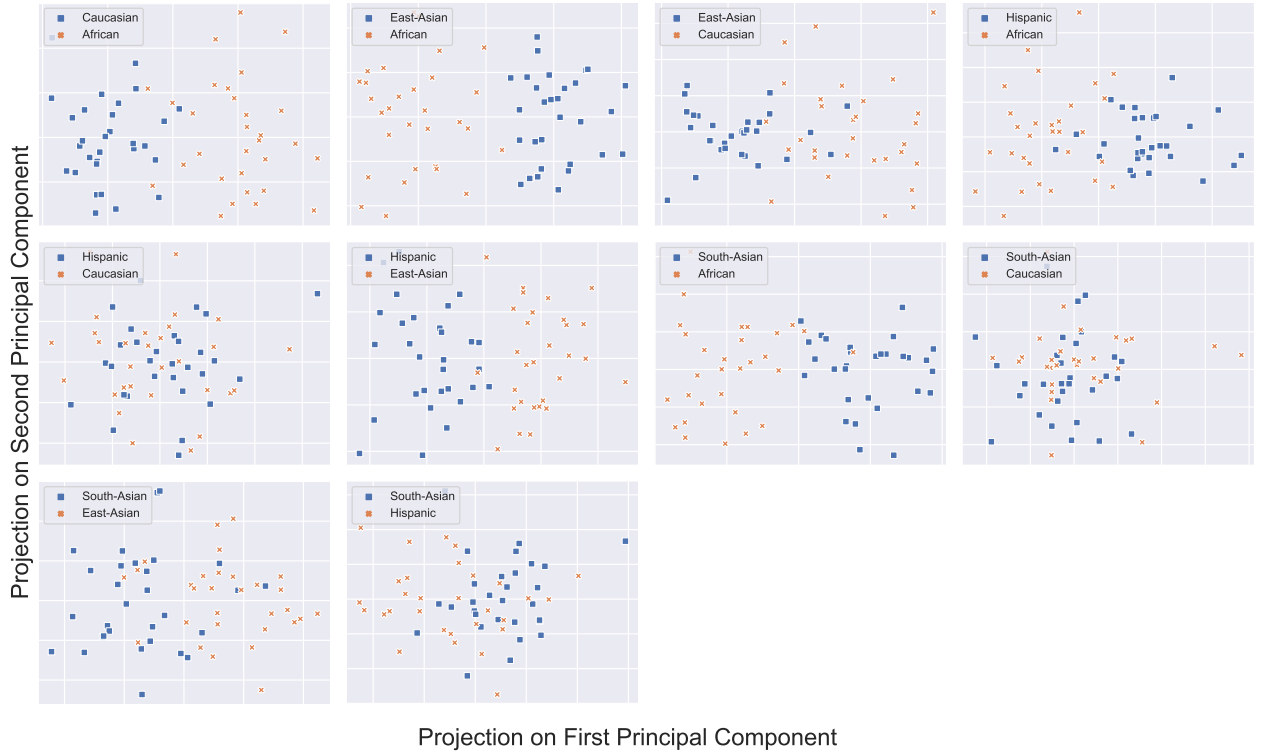 Caucasian
African
East-Asian
African
East-Asian
Caucasian
Hispanic
African
Hispanic
Caucasian
Hispanic
East-Asian
South-Asian
African
South-Asian
Caucasian
South-Asian
East-Asian
South-Asian
Hispanic
Projection on Second Principal Component
Projection on First Principal Component